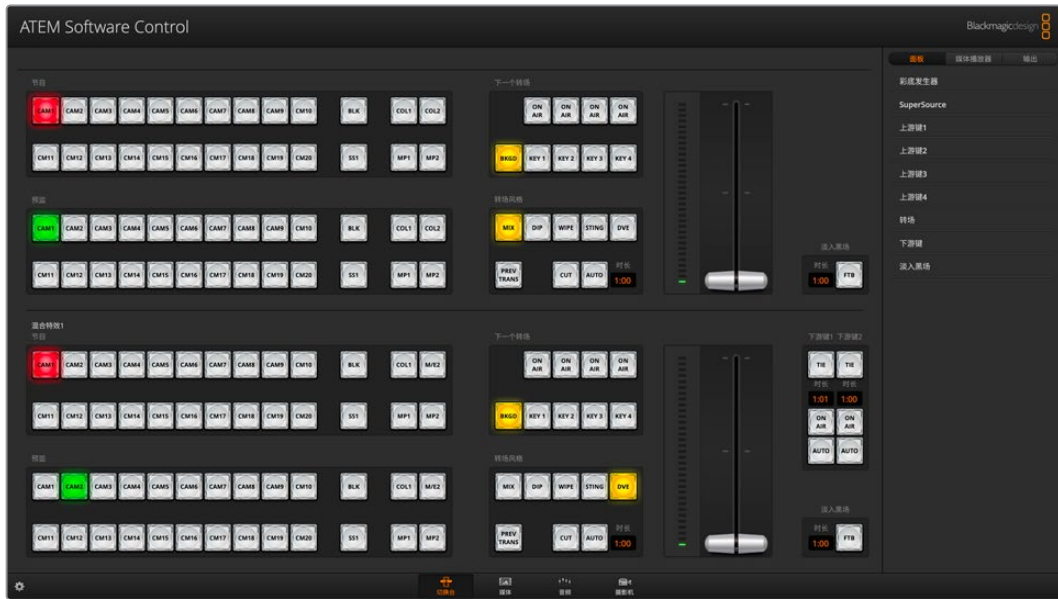 ATEM Software Control
Blackmagicdesign
面板 媒体播放器 输出
彩底发生器
SuperSource
上游键1
上游键2
上游键3
上游键4
转场
下游键
淡入黑场
节目 下一个转场
CAM1 CAM2 CAM3 CAM4 CAM5 CAM6 CAM7 CAM8 CAM9 CM10 BLK COL1 COL2 ON AIR ON AIR ON AIR ON AIR
CM11 CM12 CM13 CM14 CM15 CM16 CM17 CM18 CM19 CM20 SS1 MP1 MP2 BKGD KEY 1 KEY 2 KEY 3 KEY 4
预监 转场风格
CAM1 CAM2 CAM3 CAM4 CAM5 CAM6 CAM7 CAM8 CAM9 CM10 BLK COL1 COL2 MIX DIP WIPE STING DVE
淡入黑场
时长 时长
CM11 CM12 CM13 CM14 CM15 CM16 CM17 CM18 CM19 CM20 SS1 MP1 MP2 PREV TRANS CUT AUTO 1:00 1:00 FTB
混合特效1
节目 下一个转场 下游键1 下游键2
CAM1 CAM2 CAM3 CAM4 CAM5 CAM6 CAM7 CAM8 CAM9 CM10 BLK COL1 M/E2 ON AIR ON AIR ON AIR ON AIR TIE TIE
时长 时长
1:01 1:00
CM11 CM12 CM13 CM14 CM15 CM16 CM17 CM18 CM19 CM20 SS1 MP1 MP2 BKGD KEY 1 KEY 2 KEY 3 KEY 4 ON AIR ON AIR
AUTO AUTO
预监 转场风格
CAM1 CAM2 CAM3 CAM4 CAM5 CAM6 CAM7 CAM8 CAM9 CM10 BLK COL1 M/E2 MIX DIP WIPE STING DVE
淡入黑场
时长 时长
CM11 CM12 CM13 CM14 CM15 CM16 CM17 CM18 CM19 CM20 SS1 MP1 MP2 PREV TRANS CUT AUTO 1:00 1:00 FTB
切换台 媒体 音频 摄影机